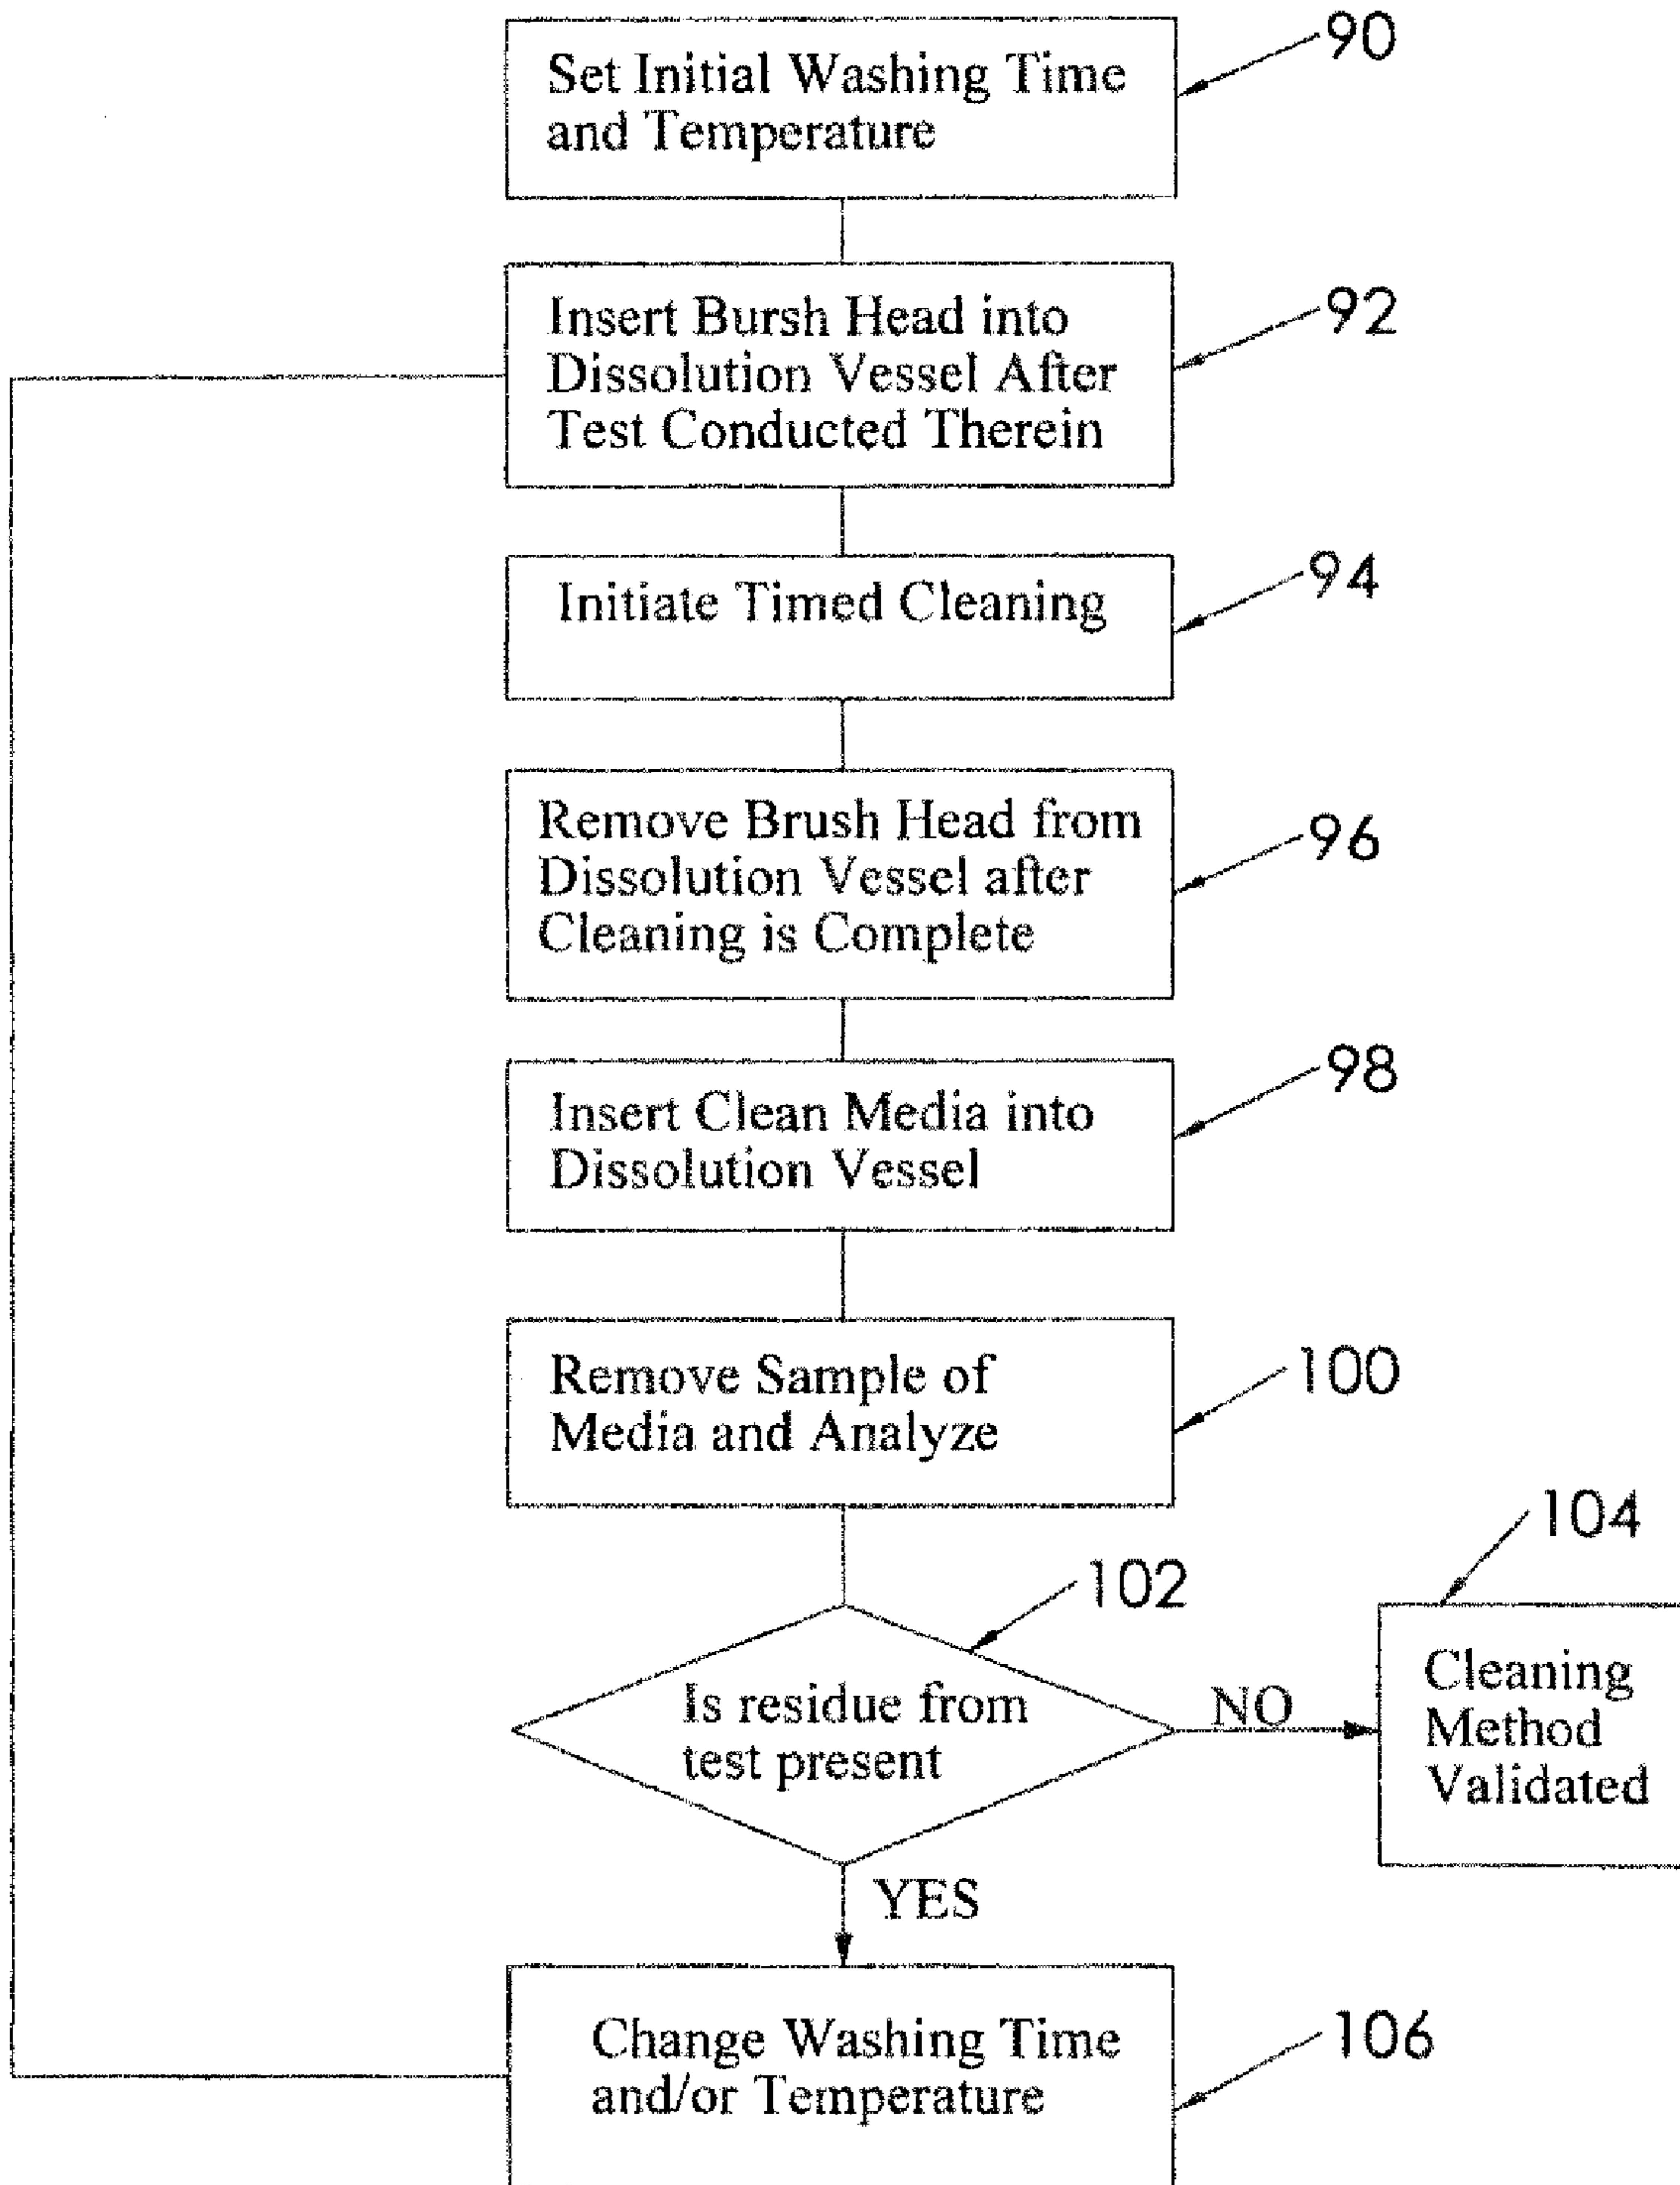 Set Initial Washing Time
and Temperature
90
Insert Bursh Head into
Dissolution Vessel After
Test Conducted Therein
92
Initiate Timed Cleaning
94
Remove Brush Head from
Dissolution Vessel after
Cleaning is Complete
96
Insert Clean Media into
Dissolution Vessel
98
Remove Sample of
Media and Analyze
100
Is residue from
test present
102
NO
Cleaning
Method
Validated
104
YES
Change Washing Time
and/or Temperature
106